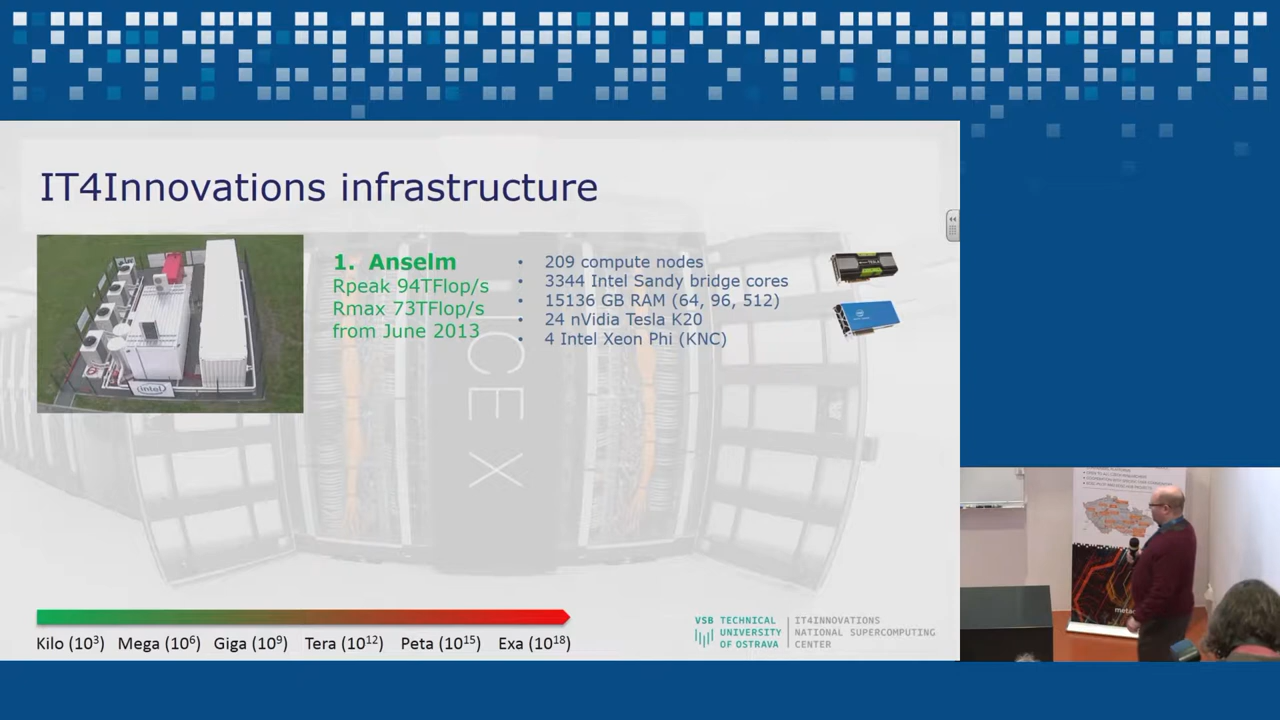 IT4Innovations infrastructure
1. Anselm
Rpeak 94TFlop/s
Rmax 73TFlop/s
from June 2013
• 209 compute nodes
• 3344 Intel Sandy bridge cores
• 15136 GB RAM (64, 96, 512)
• 24 nVidia Tesla K20
• 4 Intel Xeon Phi (KNC)
intel
ICE X
Kilo (10³) Mega (10⁶) Giga (10⁹) Tera (10¹²) Peta (10¹⁵) Exa (10¹⁸)
VSB TECHNICAL
UNIVERSITY
OF OSTRAVA
IT4INNOVATIONS
NATIONAL SUPERCOMPUTING
CENTER